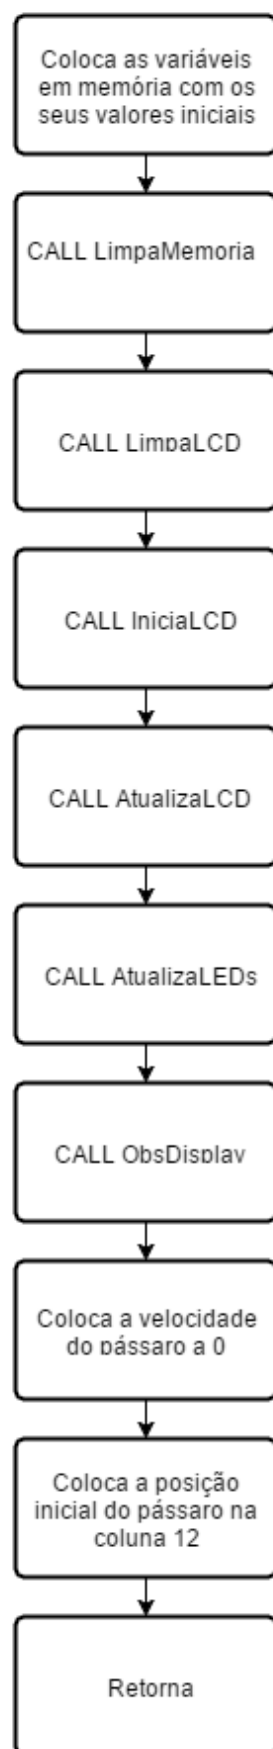 Coloca as variáveis
em memória com os
seus valores iniciais
CALL LimpaMemoria
CALL LimpaLCD
CALL IniciaLCD
CALL AtualizaLCD
CALL AtualizaLEDs
CALL ObsDisplay
Coloca a velocidade
do pássaro a 0
Coloca a posição
inicial do pássaro na
coluna 12
Retorna